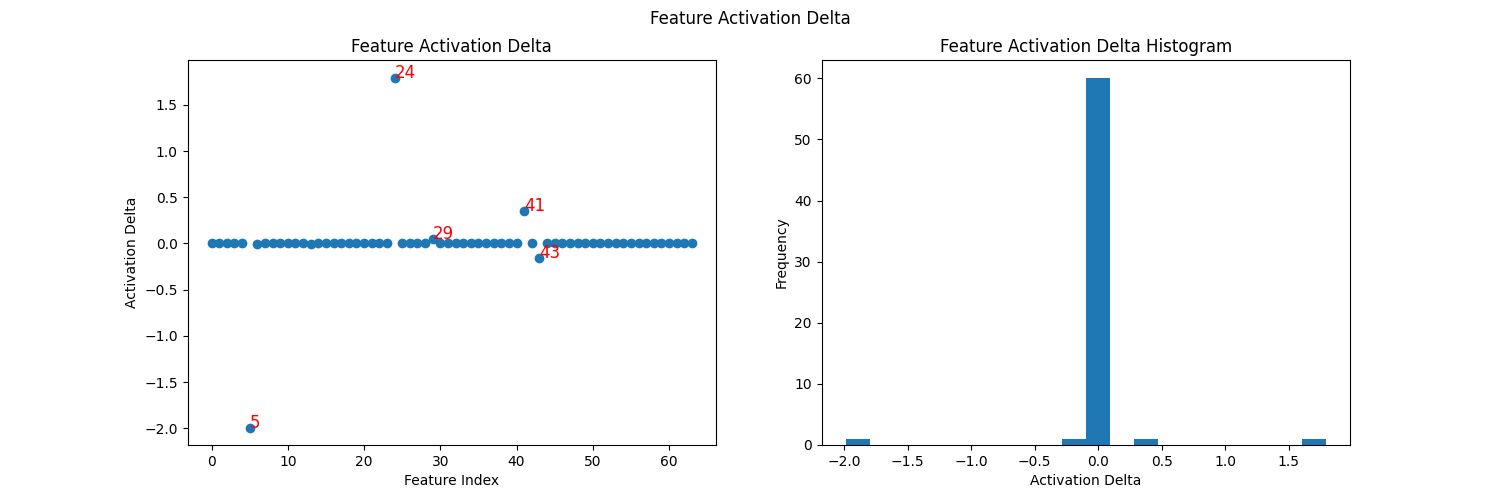 Feature Activation Delta
Feature Activation Delta
24
41
29
43
5
1.5
1.0
0.5
0.0
−0.5
−1.0
−1.5
−2.0
Activation Delta
0 10 20 30 40 50 60
Feature Index
Feature Activation Delta Histogram
60
50
40
30
20
10
0
Frequency
−2.0 −1.5 −1.0 −0.5 0.0 0.5 1.0 1.5
Activation Delta